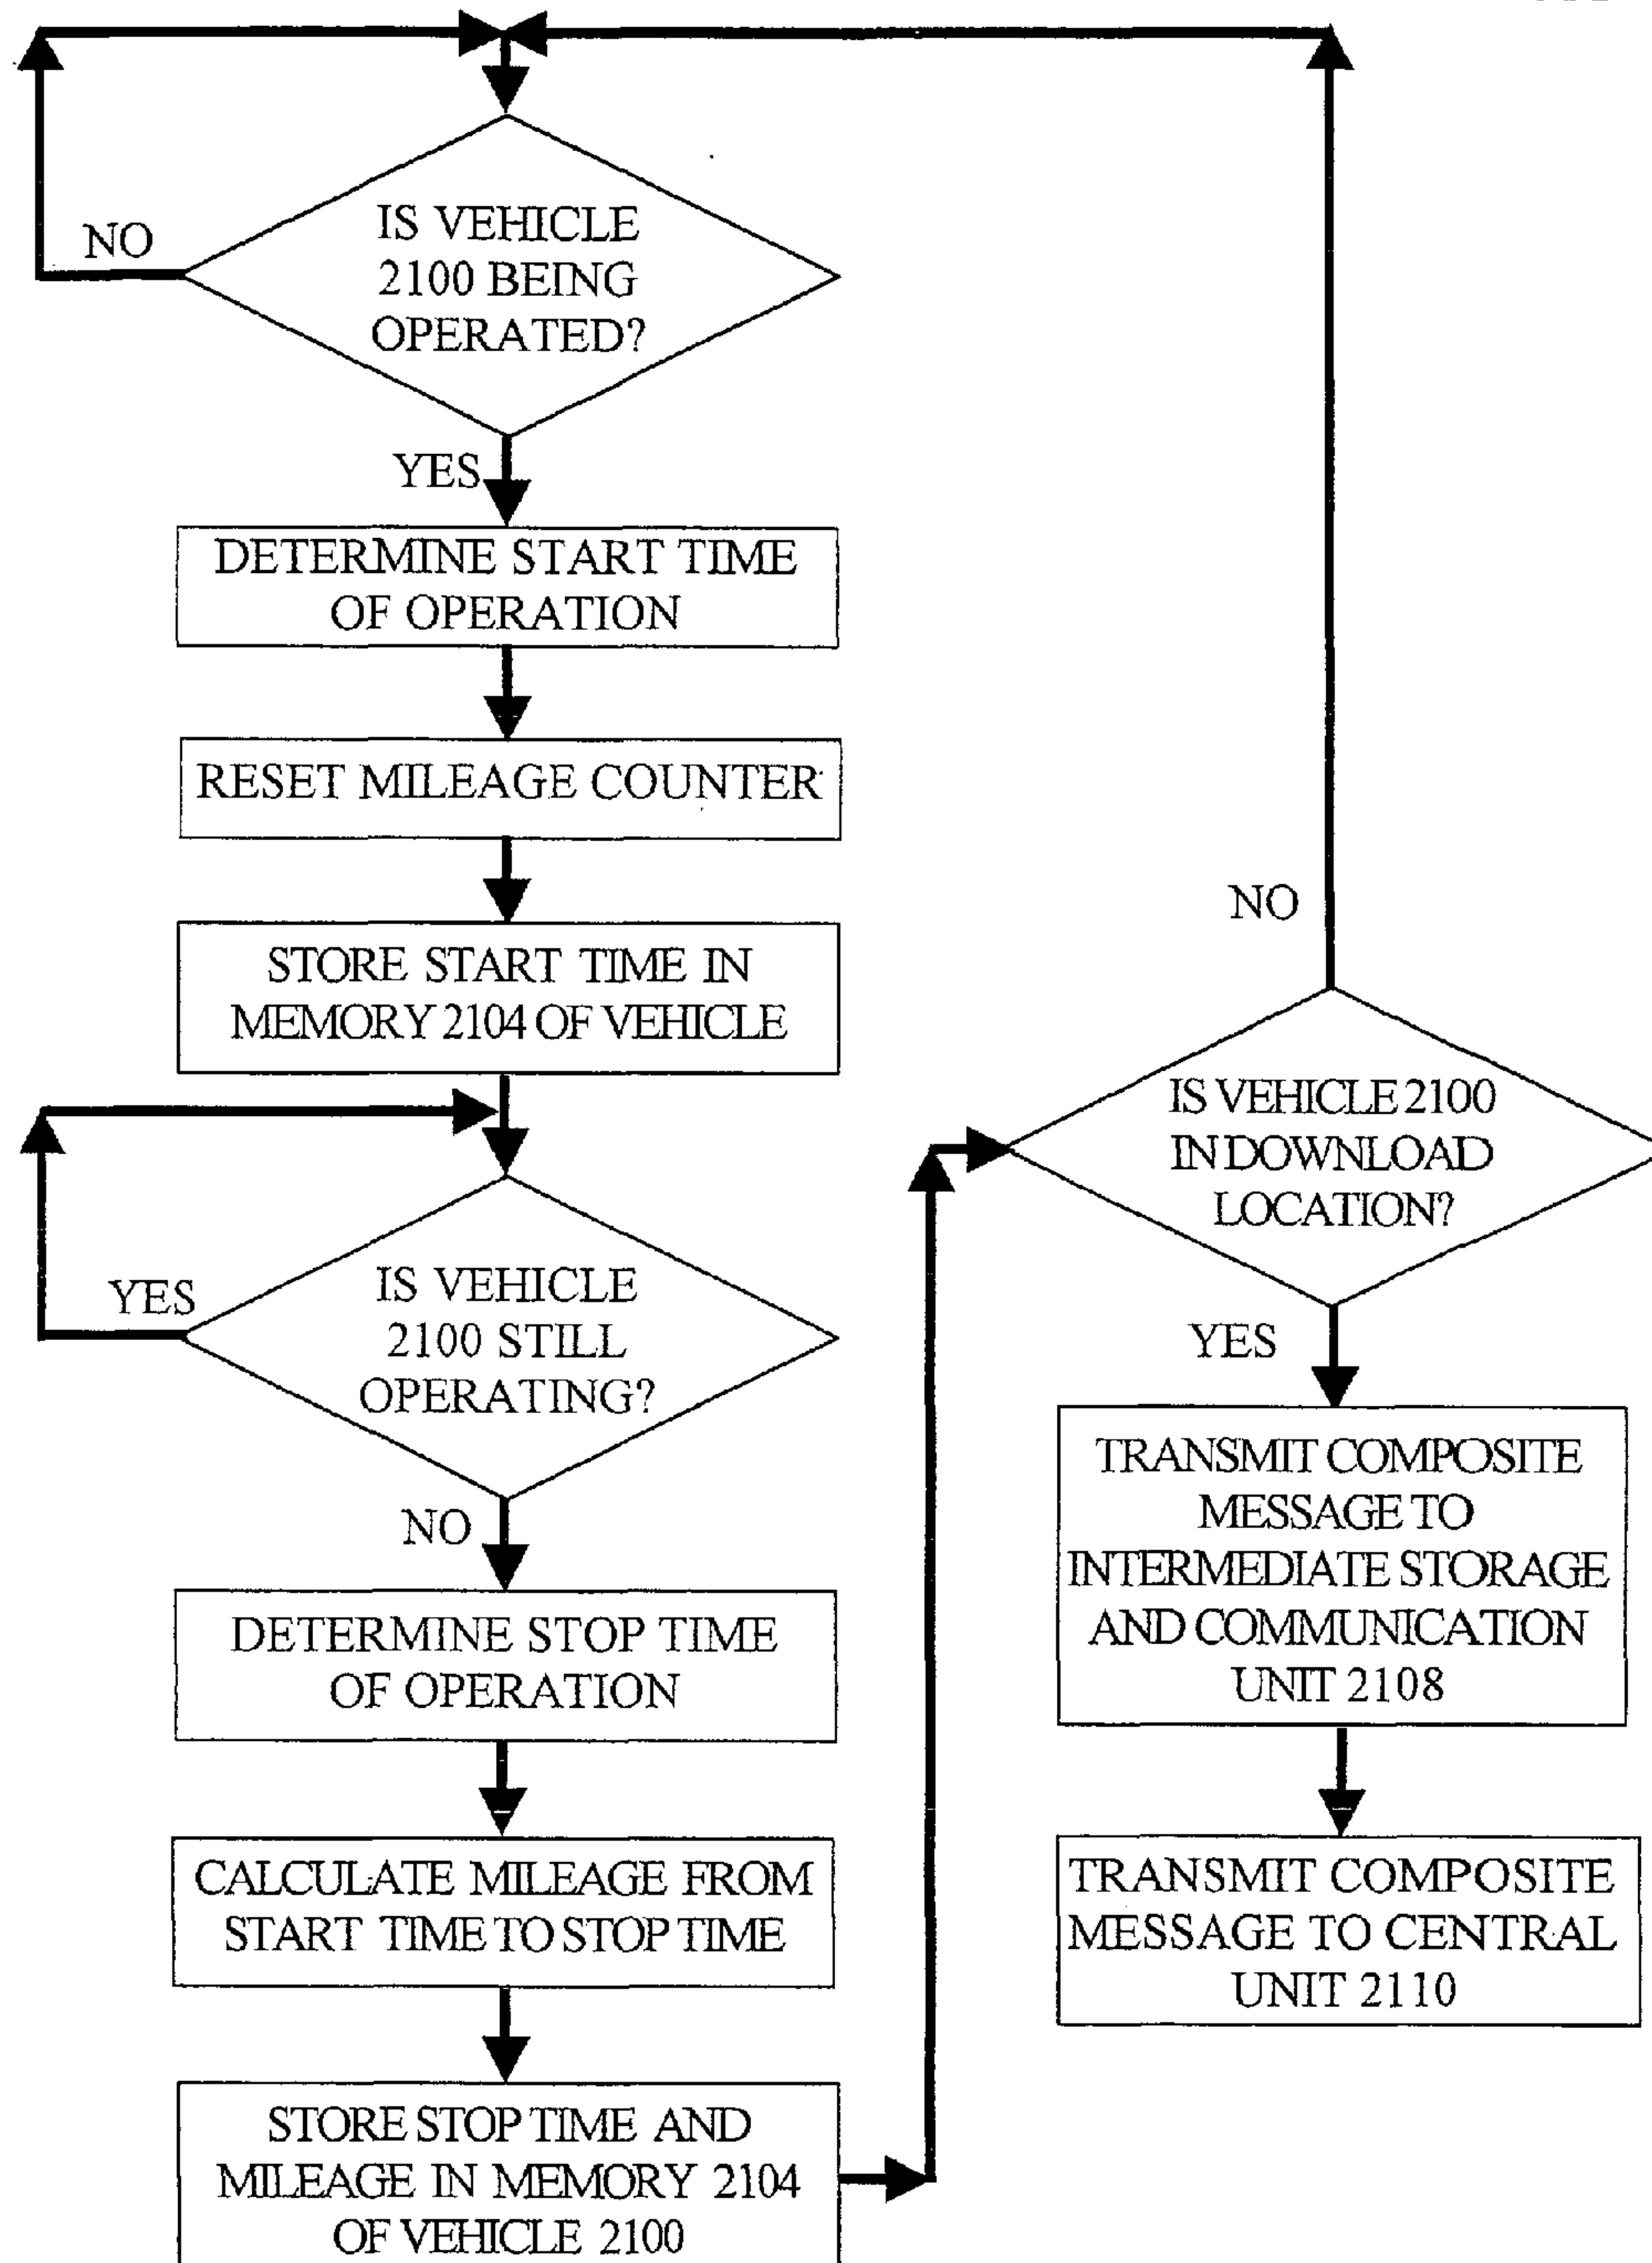 NO
IS VEHICLE
2100 BEING
OPERATED?
YES
DETERMINE START TIME
OF OPERATION
RESET MILEAGE COUNTER
STORE START TIME IN
MEMORY 2104 OF VEHICLE
YES
IS VEHICLE
2100 STILL
OPERATING?
NO
DETERMINE STOP TIME
OF OPERATION
CALCULATE MILEAGE FROM
START TIME TO STOP TIME
STORE STOP TIME AND
MILEAGE IN MEMORY 2104
OF VEHICLE 2100
NO
IS VEHICLE 2100
IN DOWNLOAD
LOCATION?
YES
TRANSMIT COMPOSITE
MESSAGE TO
INTERMEDIATE STORAGE
AND COMMUNICATION
UNIT 2108
TRANSMIT COMPOSITE
MESSAGE TO CENTRAL
UNIT 2110